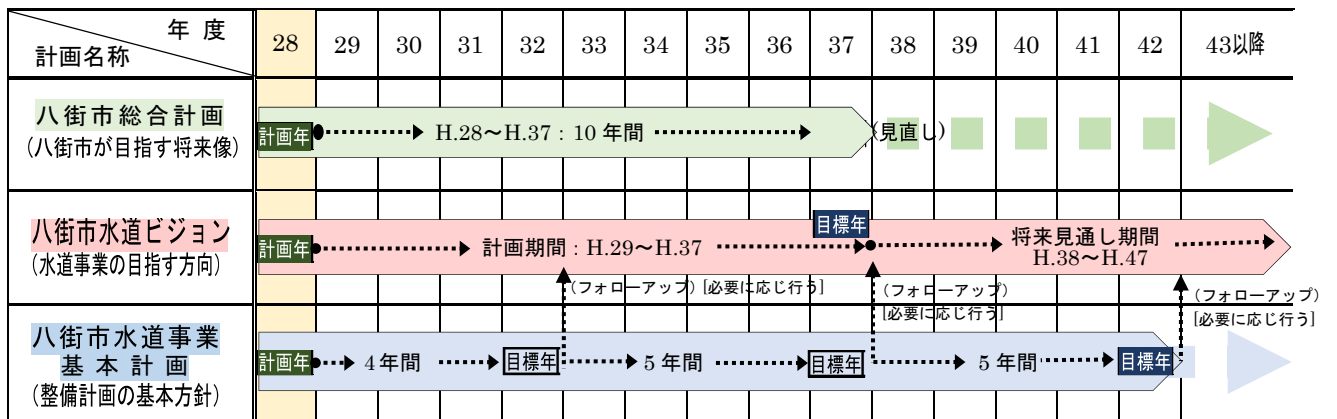 年 度
計画名称
28 29 30 31 32 33 34 35 36 37 38 39 40 41 42 43以降
八街市総合計画
(八街市が目指す将来像)
計画年 H.28～H.37：10 年間 (見直し)
八街市水道ビジョン
(水道事業の目指す方向)
目標年
計画年 計画期間：H.29～H.37 将来見通し期間
H.38～H.47
(フォローアップ) [必要に応じ行う]
(フォローアップ)
[必要に応じ行う]
(フォローアップ)
[必要に応じ行う]
八街市水道事業
基本計画
(整備計画の基本方針)
計画年 4 年間 目標年 5 年間 目標年 5 年間 目標年